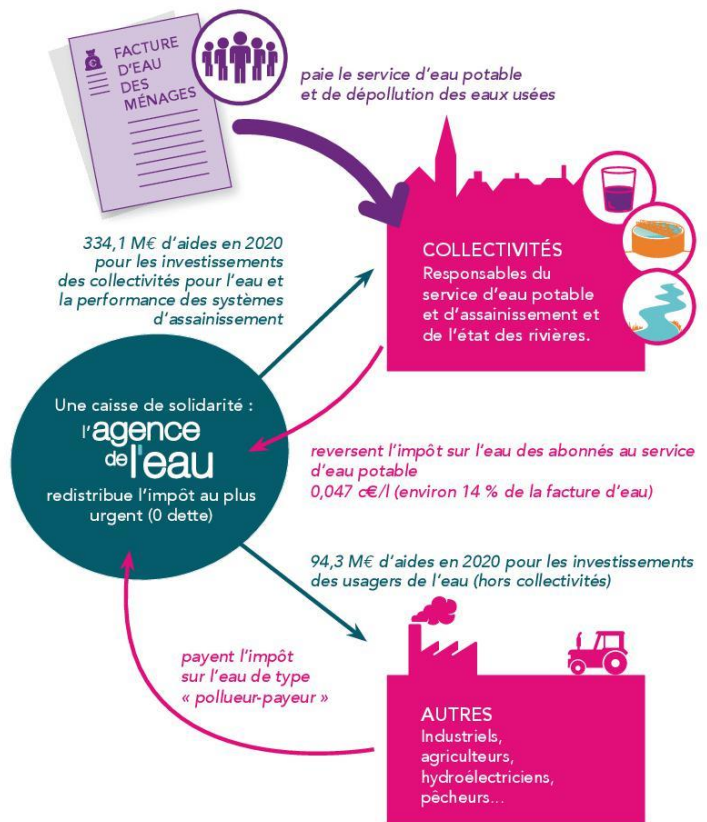 FACTURE
D'EAU
DES
MÉNAGES
€
paie le service d'eau potable
et de dépollution des eaux usées
334,1 M€ d'aides en 2020
pour les investissements
des collectivités pour l'eau et
la performance des systèmes
d'assainissement
COLLECTIVITÉS
Responsables du
service d'eau potable
et d'assainissement et
de l'état des rivières.
Une caisse de solidarité :
l'agence
de l'eau
redistribue l'impôt au plus
urgent (0 dette)
reversent l'impôt sur l'eau des abonnés au service
d'eau potable
0,047 c€/l (environ 14 % de la facture d'eau)
94,3 M€ d'aides en 2020 pour les investissements
des usagers de l'eau (hors collectivités)
payent l'impôt
sur l'eau de type
« pollueur-payeur »
AUTRES
Industriels,
agriculteurs,
hydroélectriciens,
pêcheurs...